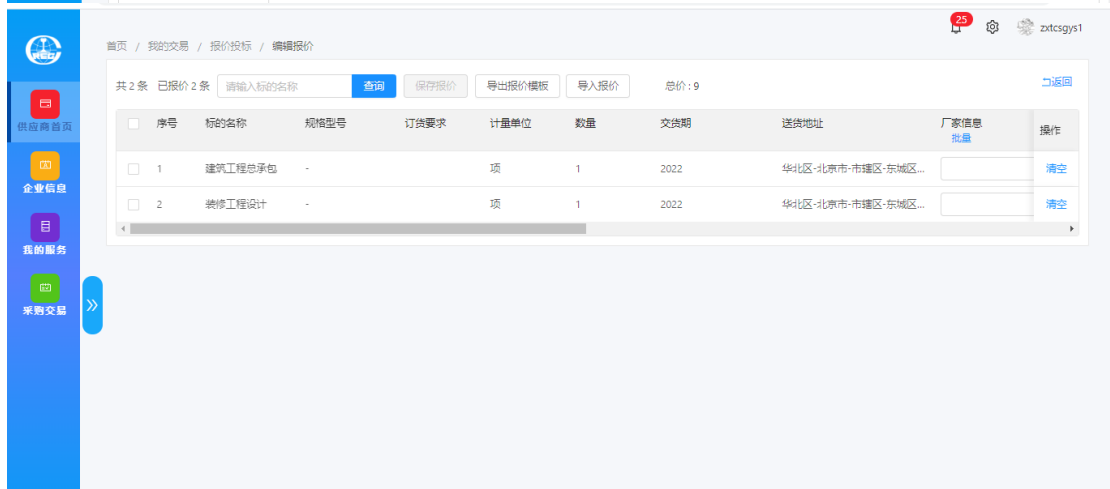 25
zxtcsgys1
首页 / 我的交易 / 报价投标 / 编辑报价
共 2 条 已报价 2 条 请输入标的名称 查询 保存报价 导出报价模板 导入报价 总价 : 9 返回
序号 标的名称 规格型号 订货要求 计量单位 数量 交货期 送货地址 厂家信息 操作
批量
1 建筑工程总承包 - 项 1 2022 华北区-北京市-市辖区-东城区... 清空
2 装修工程设计 - 项 1 2022 华北区-北京市-市辖区-东城区... 清空
供应商首页
企业信息
我的服务
采购交易